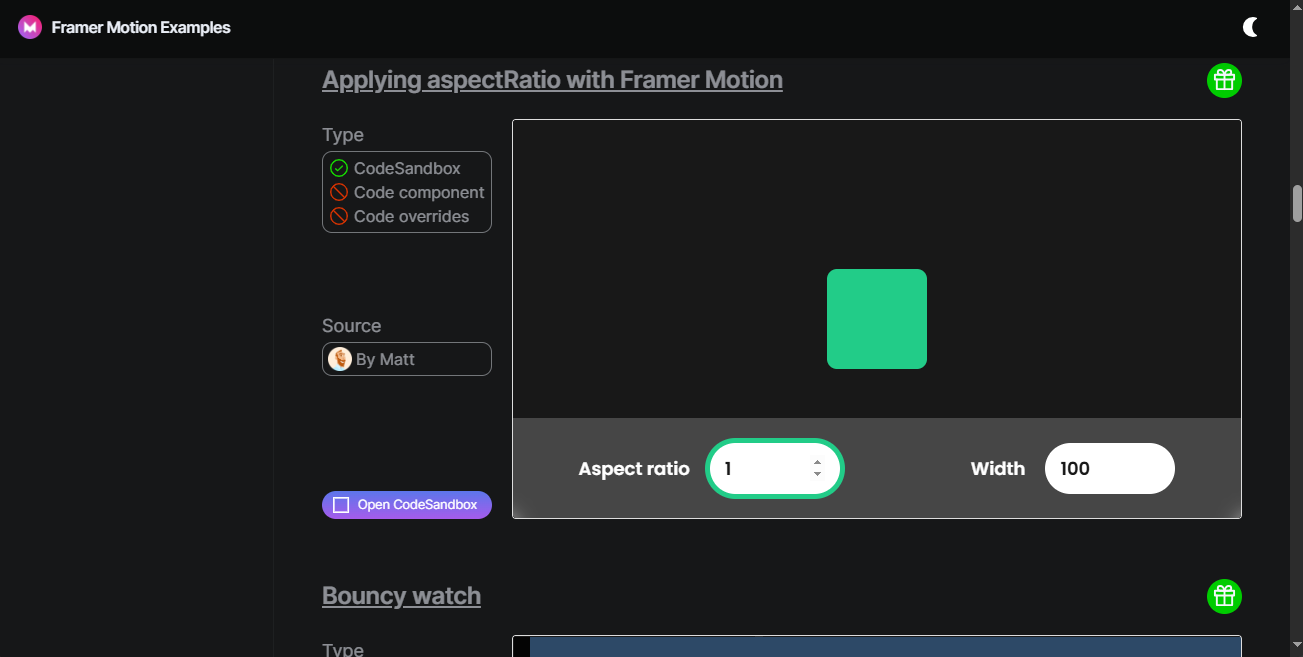 Framer Motion Examples
Applying aspectRatio with Framer Motion
Type
CodeSandbox
Code component
Code overrides
Source
By Matt
Open CodeSandbox
Aspect ratio
1
Width
100
Bouncy watch
Type